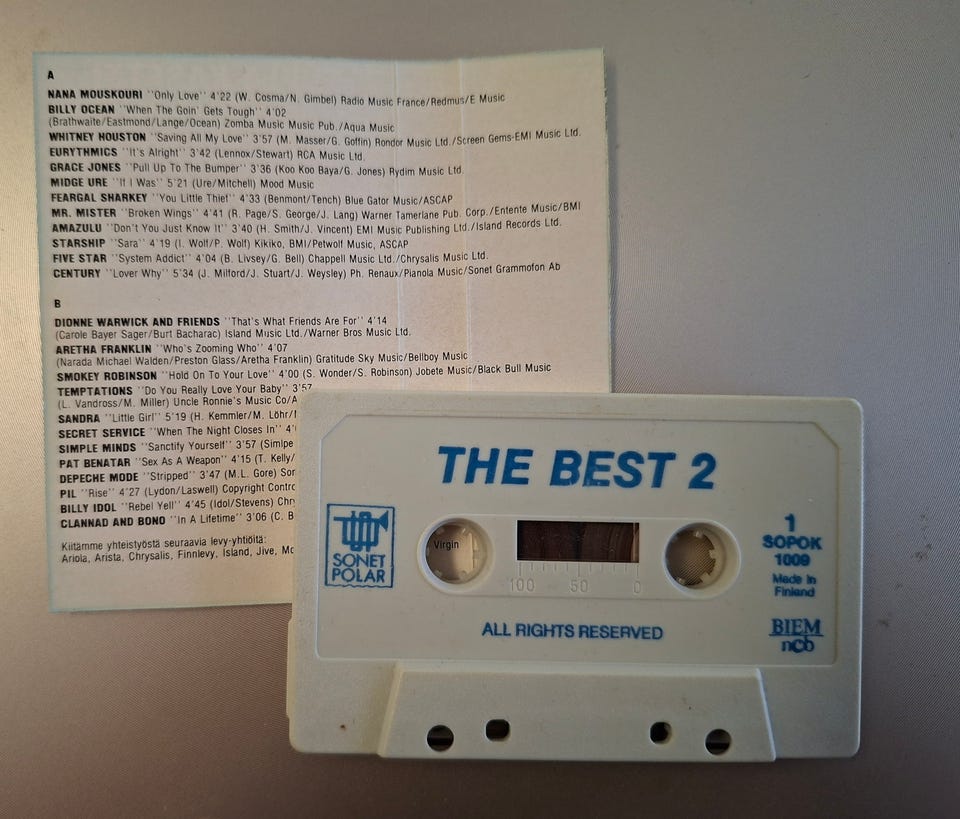 A
NANA MOUSKOURI "Only Love" 4'22 (W. Cosma/N. Gimbel) Radio Music France/Redmus/E Music
BILLY OCEAN "When The Goin' Gets Tough" 4'02
(Brathwaite/Eastmond/Lange/Ocean) Zomba Music Music Pub./Aqua Music
WHITNEY HOUSTON "Saving All My Love" 3'57 (M. Masser/G. Goffin) Rondor Music Ltd./Screen Gems-EMI Music Ltd.
EURYTHMICS "It's Alright" 3'42 (Lennox/Stewart) RCA Music Ltd.
GRACE JONES "Pull Up To The Bumper" 3'36 (Koo Koo Baya/G. Jones) Rydim Music Ltd.
MIDGE URE "If I Was" 5'21 (Ure/Mitchell) Mood Music
FEARGAL SHARKEY "You Little Thief" 4'33 (Benmont/Tench) Blue Gator Music/ASCAP
MR. MISTER "Broken Wings" 4'41 (R. Page/S. George/J. Lang) Warner Tamerlane Pub. Corp./Entente Music/BMI
AMAZULU "Don't You Just Know It" 3'40 (H. Smith/J. Vincent) EMI Music Publishing Ltd./Island Records Ltd.
STARSHIP "Sara" 4'19 (I. Wolf/P. Wolf) Kikiko, BMI/Petwolf Music, ASCAP
FIVE STAR "System Addict" 4'04 (B. Livsey/G. Bell) Chappell Music Ltd./Chrysalis Music Ltd.
CENTURY "Lover Why" 5'34 (J. Milford/J. Stuart/J. Weysley) Ph. Renaux/Pianola Music/Sonet Grammofon Ab
B
DIONNE WARWICK AND FRIENDS "That's What Friends Are For" 4'14
(Carole Bayer Sager/Burt Bacharac) Island Music Ltd./Warner Bros Music Ltd.
ARETHA FRANKLIN "Who's Zooming Who" 4'07
(Narada Michael Walden/Preston Glass/Aretha Franklin) Gratitude Sky Music/Bellboy Music
SMOKEY ROBINSON "Hold On To Your Love" 4'00 (S. Wonder/S. Robinson) Jobete Music/Black Bull Music
TEMPTATIONS "Do You Really Love Your Baby" 3'57
(L. Vandross/M. Miller) Uncle Ronnie's Music Co/A
SANDRA "Little Girl" 5'19 (H. Kemmler/M. Löhr/
SECRET SERVICE "When The Night Closes In" 4'
SIMPLE MINDS "Sanctify Yourself" 3'57 (Simlpe
PAT BENATAR "Sex As A Weapon" 4'15 (T. Kelly/
DEPECHE MODE "Stripped" 3'47 (M.L. Gore) Son
PIL "Rise" 4'27 (Lydon/Laswell) Copyright Contro
BILLY IDOL "Rebel Yell" 4'45 (Idol/Stevens) Chry
CLANNAD AND BONO "In A Lifetime" 3'06 (C. B
Kiitämme yhteistyöstä seuraavia levy-yhtiöitä:
Ariola, Arista, Chrysalis, Finnlevy, Island, Jive, Mo
Virgin
THE BEST 2
SONET
POLAR
100 50 0
1
SOPOK
1009
Made in
Finland
ALL RIGHTS RESERVED
BIEM
ncb